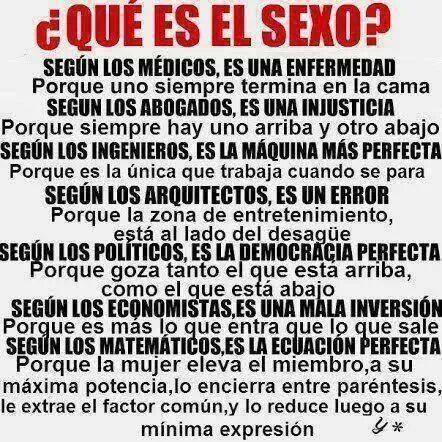 ¿QUÉ ES EL SEXO?
SEGÚN LOS MÉDICOS, ES UNA ENFERMEDAD
Porque uno siempre termina en la cama
SEGUN LOS ABOGADOS, ES UNA INJUSTICIA
Porque siempre hay uno arriba y otro abajo
SEGÚN LOS INGENIEROS, ES LA MÁQUINA MÁS PERFECTA
Porque es la única que trabaja cuando se para
SEGÚN LOS ARQUITECTOS, ES UN ERROR
Porque la zona de entretenimiento,
está al lado del desagüe
SEGÚN LOS POLÍTICOS, ES LA DEMOCRACIA PERFECTA
Porque goza tanto el que está arriba,
como el que está abajo
SEGÚN LOS ECONOMISTAS,ES UNA MALA INVERSIÓN
Porque es más lo que entra que lo que sale
SEGÚN LOS MATEMÁTICOS,ES LA ECUACIÓN PERFECTA
Porque la mujer eleva el miembro,a su
máxima potencia,lo encierra entre paréntesis,
le extrae el factor común,y lo reduce luego a su
mínima expresión